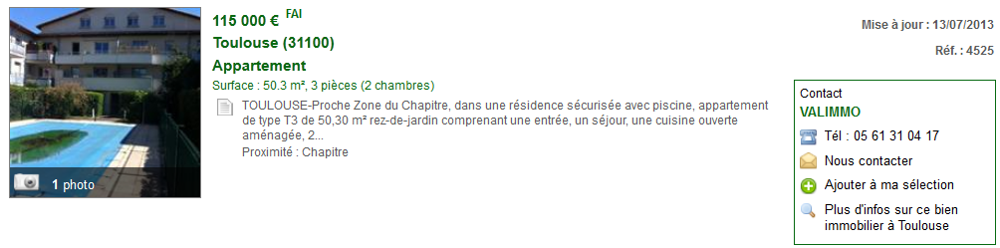 115 000 € FAI
Toulouse (31100)
Appartement
Surface : 50.3 m², 3 pièces (2 chambres)
TOULOUSE-Proche Zone du Chapitre, dans une résidence sécurisée avec piscine, appartement
de type T3 de 50,30 m² rez-de-jardin comprenant une entrée, un séjour, une cuisine ouverte
aménagée, 2...
Proximité : Chapitre
1 photo
Mise à jour : 13/07/2013
Réf. : 4525
Contact
VALIMMO
Tél : 05 61 31 04 17
Nous contacter
Ajouter à ma sélection
Plus d'infos sur ce bien
immobilier à Toulouse